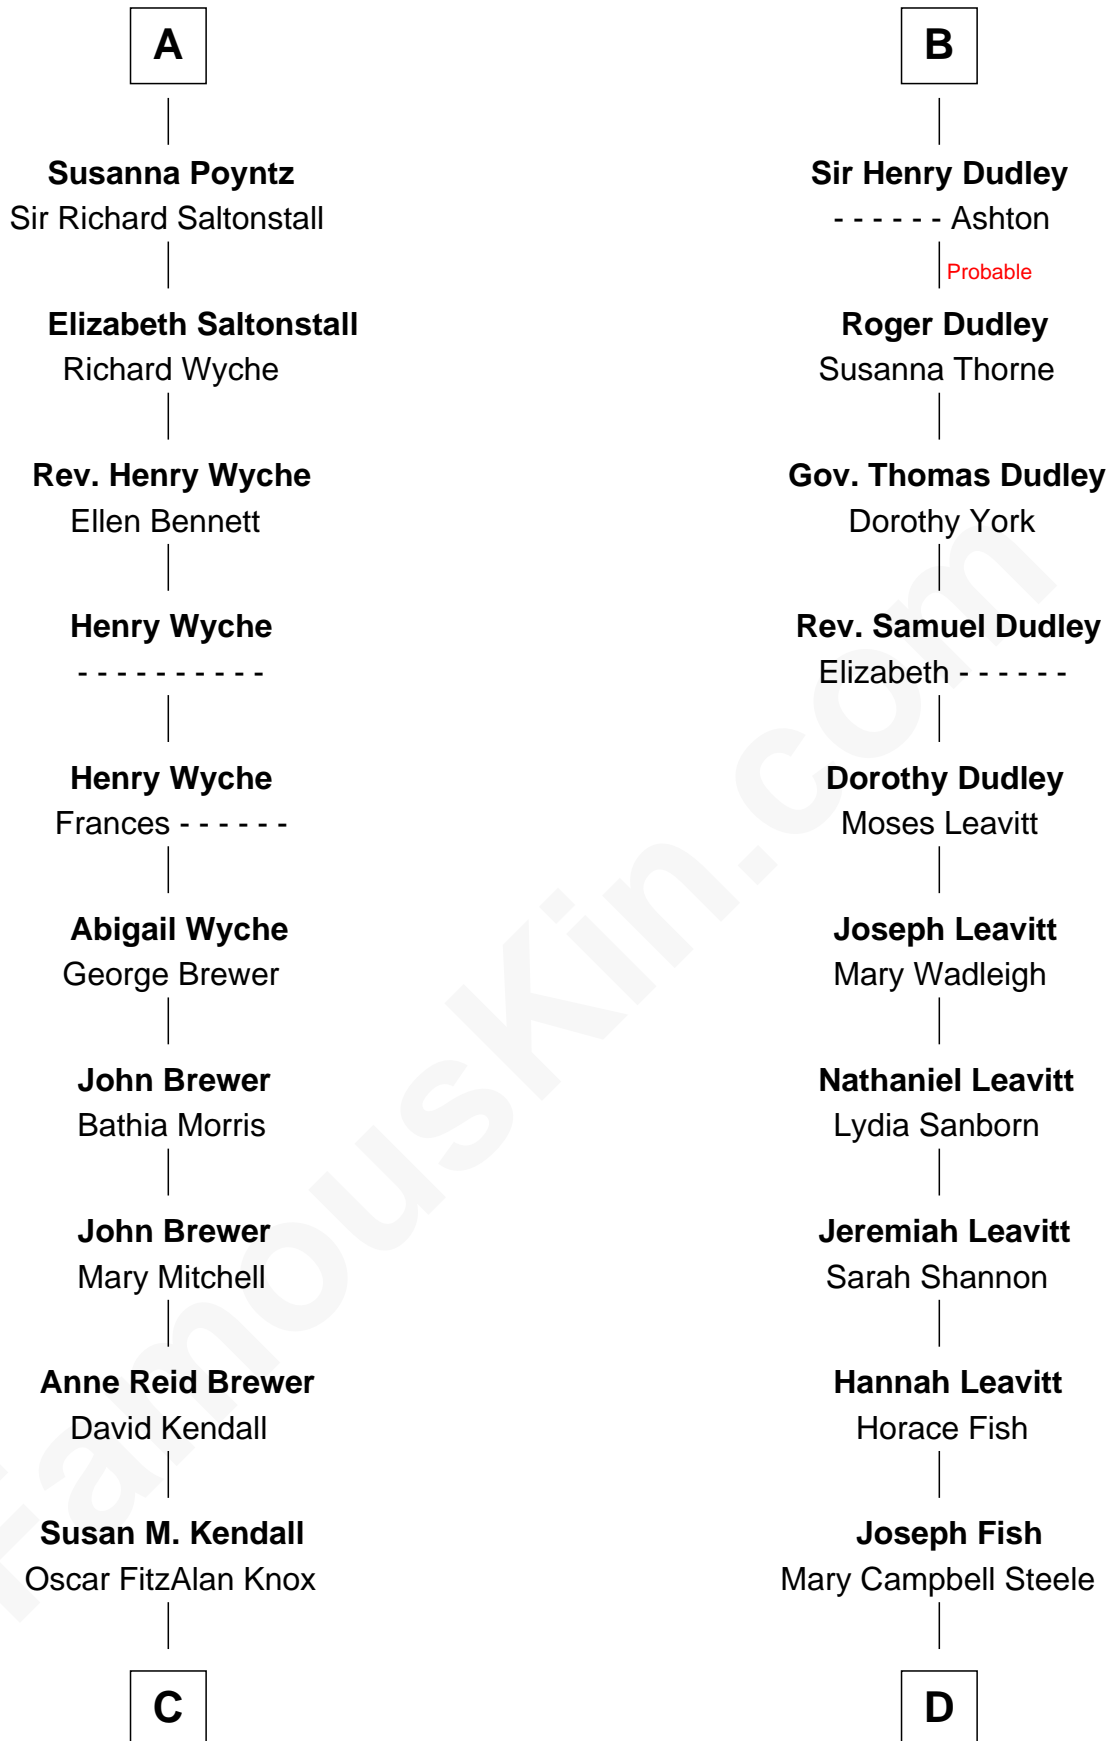 A
Susanna Poyntz
Sir Richard Saltonstall
Elizabeth Saltonstall
Richard Wyche
Rev. Henry Wyche
Ellen Bennett
Henry Wyche
- - - - - - - - - -
Henry Wyche
Frances - - - - - -
Abigail Wyche
George Brewer
John Brewer
Bathia Morris
John Brewer
Mary Mitchell
Anne Reid Brewer
David Kendall
Susan M. Kendall
Oscar FitzAlan Knox
C
B
Sir Henry Dudley
- - - - - - Ashton
Probable
Roger Dudley
Susanna Thorne
Gov. Thomas Dudley
Dorothy York
Rev. Samuel Dudley
Elizabeth - - - - - -
Dorothy Dudley
Moses Leavitt
Joseph Leavitt
Mary Wadleigh
Nathaniel Leavitt
Lydia Sanborn
Jeremiah Leavitt
Sarah Shannon
Hannah Leavitt
Horace Fish
Joseph Fish
Mary Campbell Steele
D
FamousKin.com